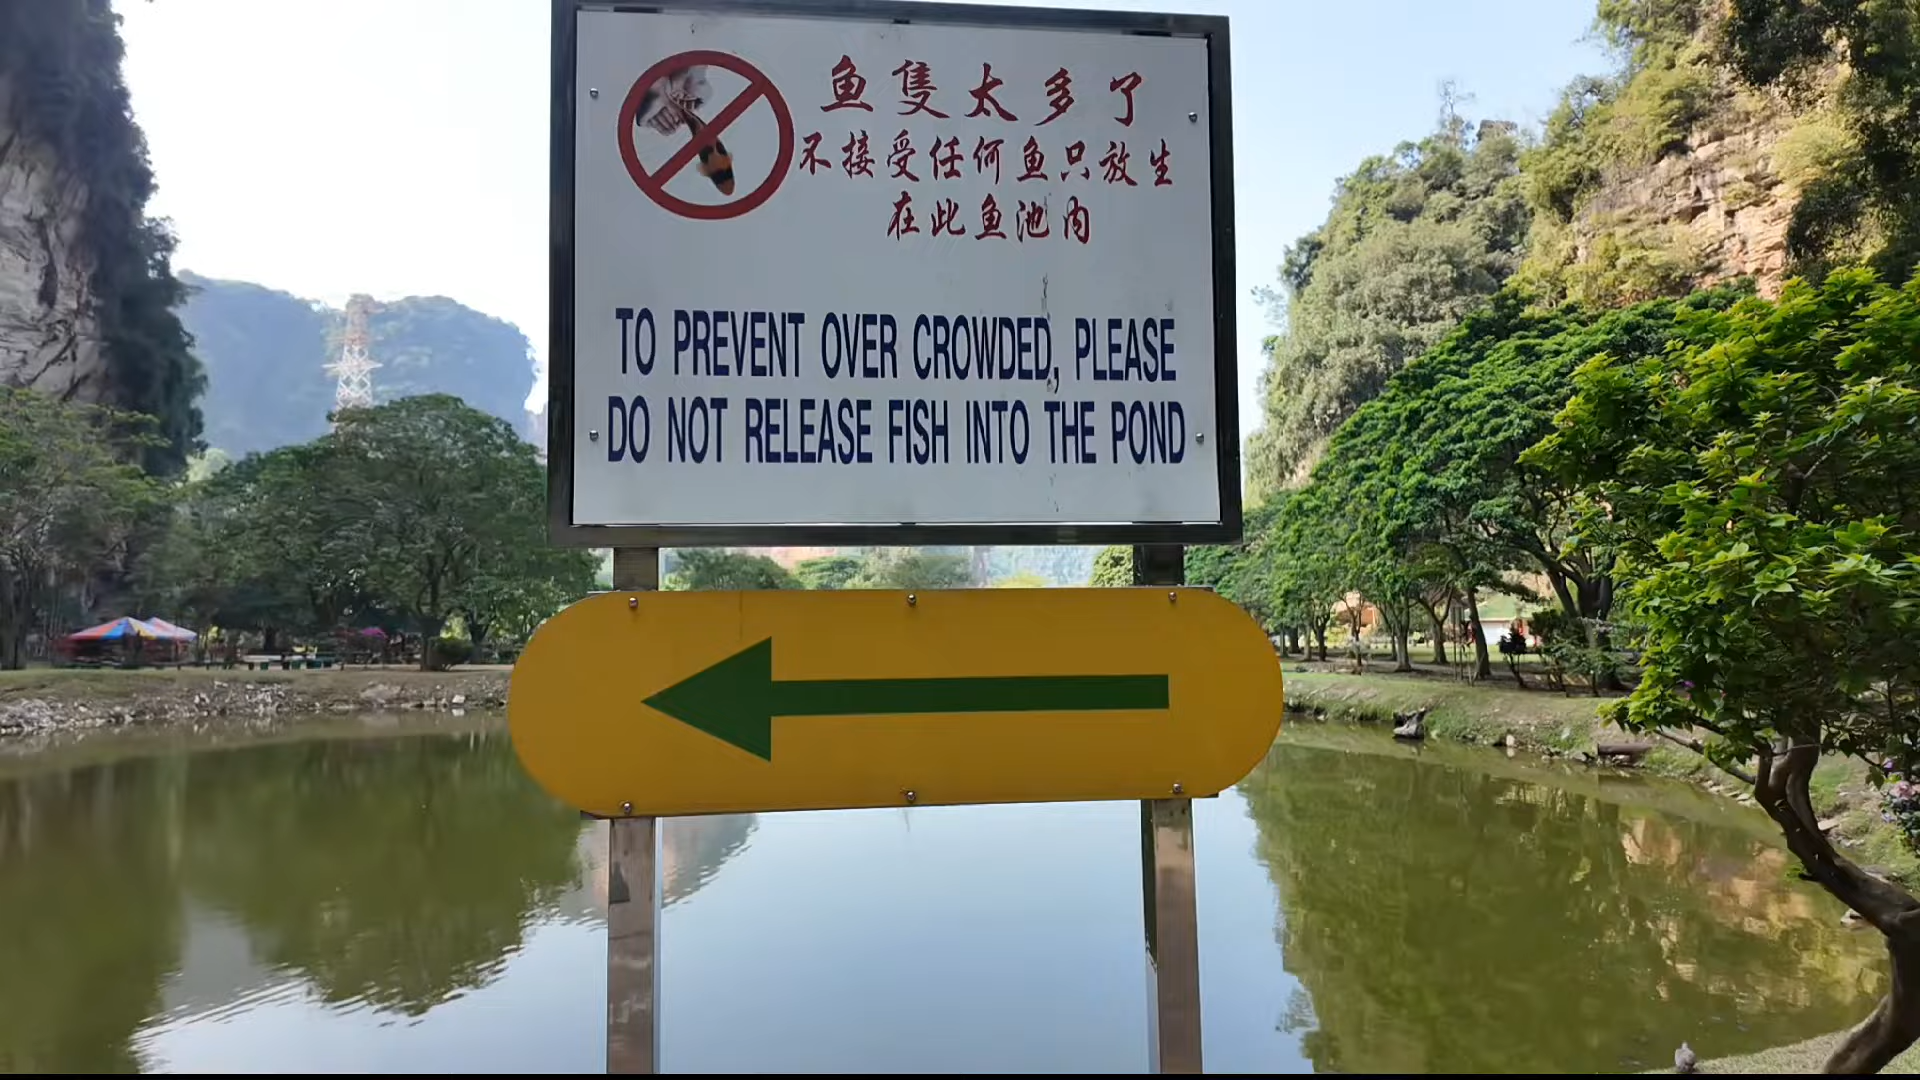 鱼隻太多了
不接受任何鱼只放生
在此鱼池内
TO PREVENT OVER CROWDED, PLEASE
DO NOT RELEASE FISH INTO THE POND